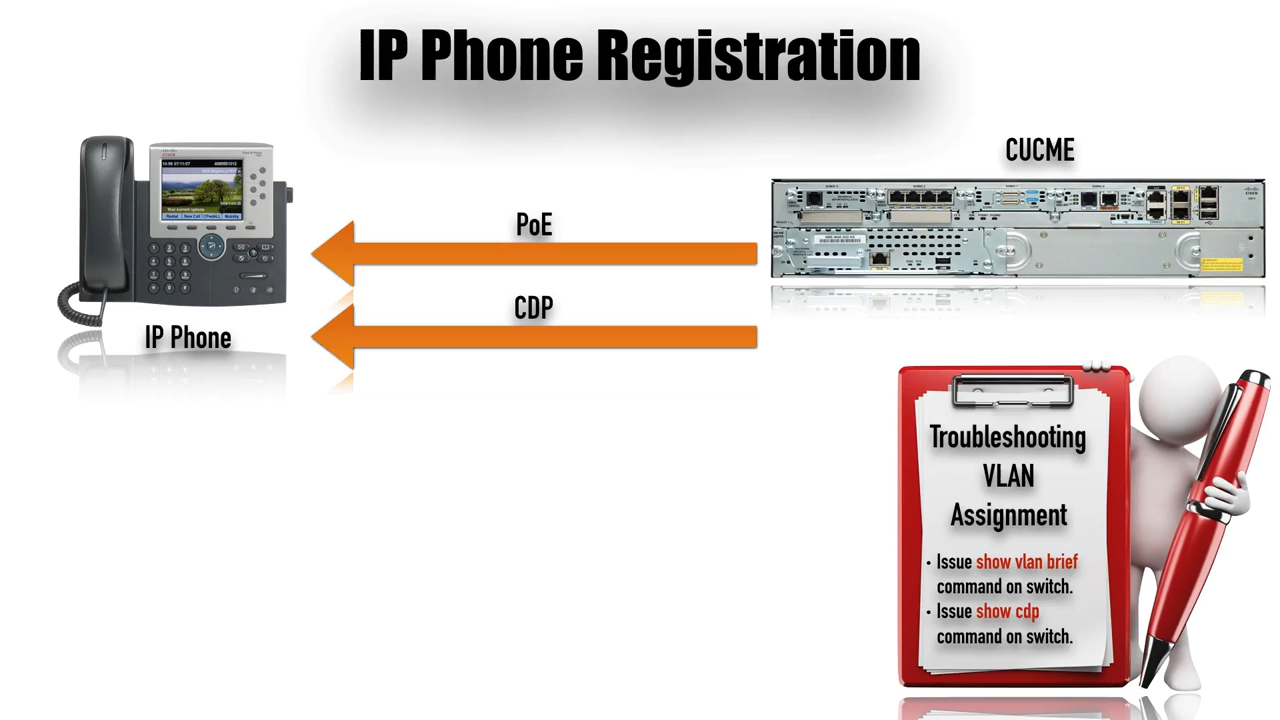 IP Phone Registration
CUCME
PoE
CDP
IP Phone
Troubleshooting
VLAN
Assignment
• Issue show vlan brief
command on switch.
• Issue show cdp
command on switch.